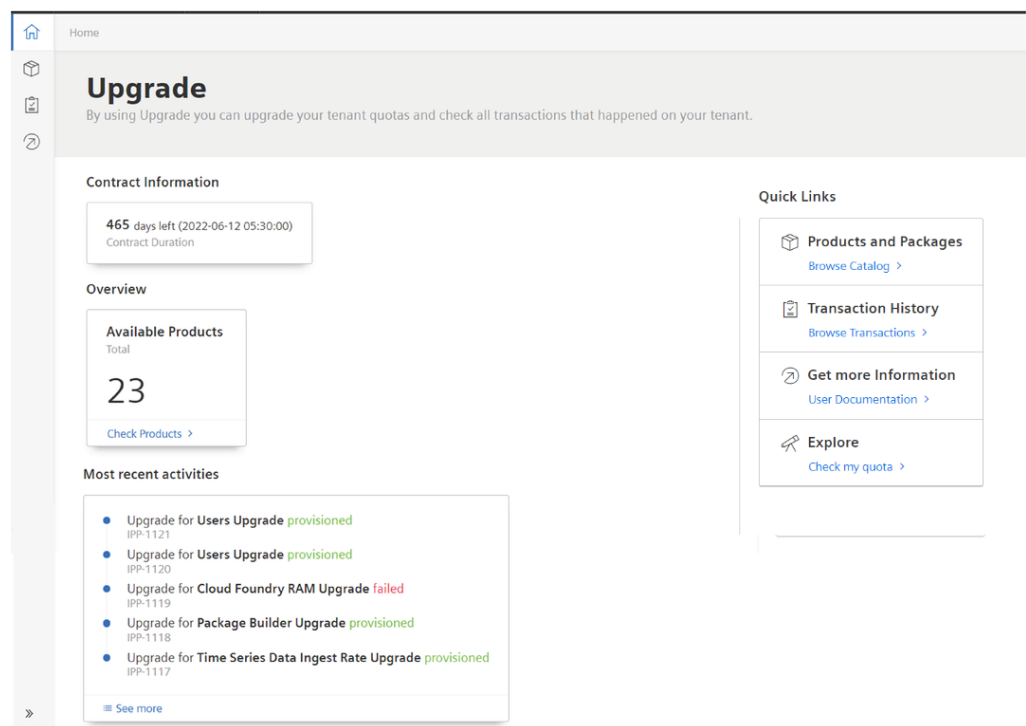 Home
Upgrade
By using Upgrade you can upgrade your tenant quotas and check all transactions that happened on your tenant.
Contract Information
465 days left (2022-06-12 05:30:00)
Contract Duration
Overview
Available Products
Total
23
Check Products >
Most recent activities
Upgrade for Users Upgrade provisioned
IPP-1121
Upgrade for Users Upgrade provisioned
IPP-1120
Upgrade for Cloud Foundry RAM Upgrade failed
IPP-1119
Upgrade for Package Builder Upgrade provisioned
IPP-1118
Upgrade for Time Series Data Ingest Rate Upgrade provisioned
IPP-1117
See more
Quick Links
Products and Packages
Browse Catalog >
Transaction History
Browse Transactions >
Get more Information
User Documentation >
Explore
Check my quota >